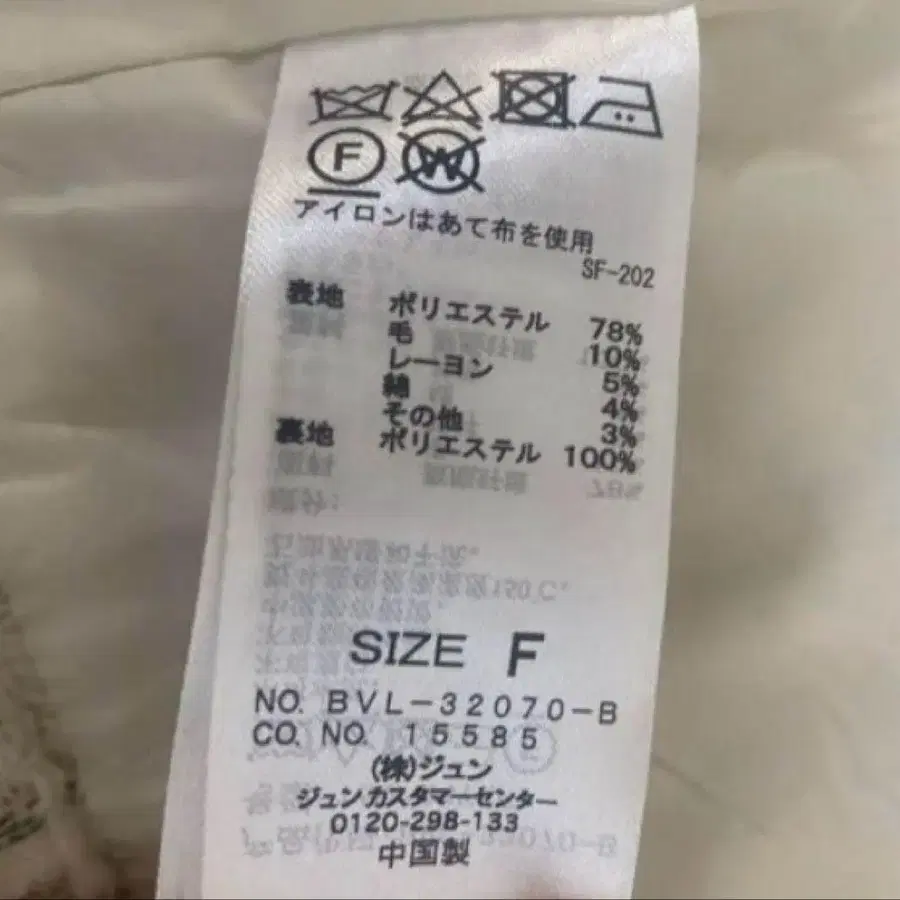 F W
アイロンはあて布を使用
SF-202
表地 ポリエステル 78%
毛 10%
レーヨン 5%
綿 4%
その他 3%
裏地 ポリエステル 100%
SIZE F
NO. BVL-32070-B
CO. NO. 15585
(株)ジュン
ジュンカスタマーセンター
0120-298-133
中国製